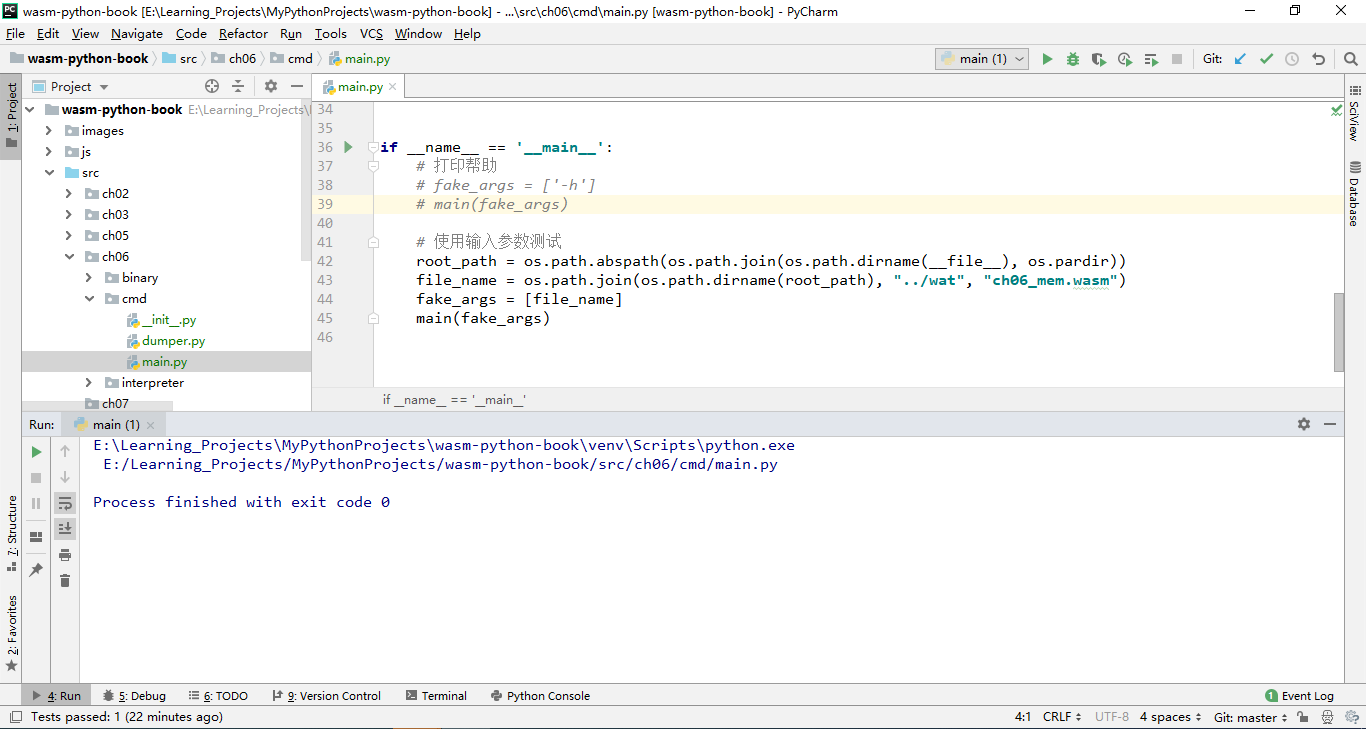 wasm-python-book [E:\Learning_Projects\MyPythonProjects\wasm-python-book] - ...\src\ch06\cmd\main.py [wasm-python-book] - PyCharm
File Edit View Navigate Code Refactor Run Tools VCS Window Help
wasm-python-book src ch06 cmd main.py main (1) Git:
1: Project
Project
main.py
wasm-python-book E:\Learning_Projects\
images
js
src
ch02
ch03
ch05
ch06
binary
cmd
__init__.py
dumper.py
main.py
interpreter
ch07
34
35
36 if __name__ == '__main__':
37 # 打印帮助
38 # fake_args = ['-h']
39 # main(fake_args)
40
41 # 使用输入参数测试
42 root_path = os.path.abspath(os.path.join(os.path.dirname(__file__), os.pardir))
43 file_name = os.path.join(os.path.dirname(root_path), "../wat", "ch06_mem.wasm")
44 fake_args = [file_name]
45 main(fake_args)
46
if __name__ == '__main__'
SciView
Database
Run: main (1)
E:\Learning_Projects\MyPythonProjects\wasm-python-book\venv\Scripts\python.exe
E:/Learning_Projects/MyPythonProjects/wasm-python-book/src/ch06/cmd/main.py
Process finished with exit code 0
7: Structure
2: Favorites
4: Run 5: Debug 6: TODO 9: Version Control Terminal Python Console 1 Event Log
Tests passed: 1 (22 minutes ago) 4:1 CRLF UTF-8 4 spaces Git: master